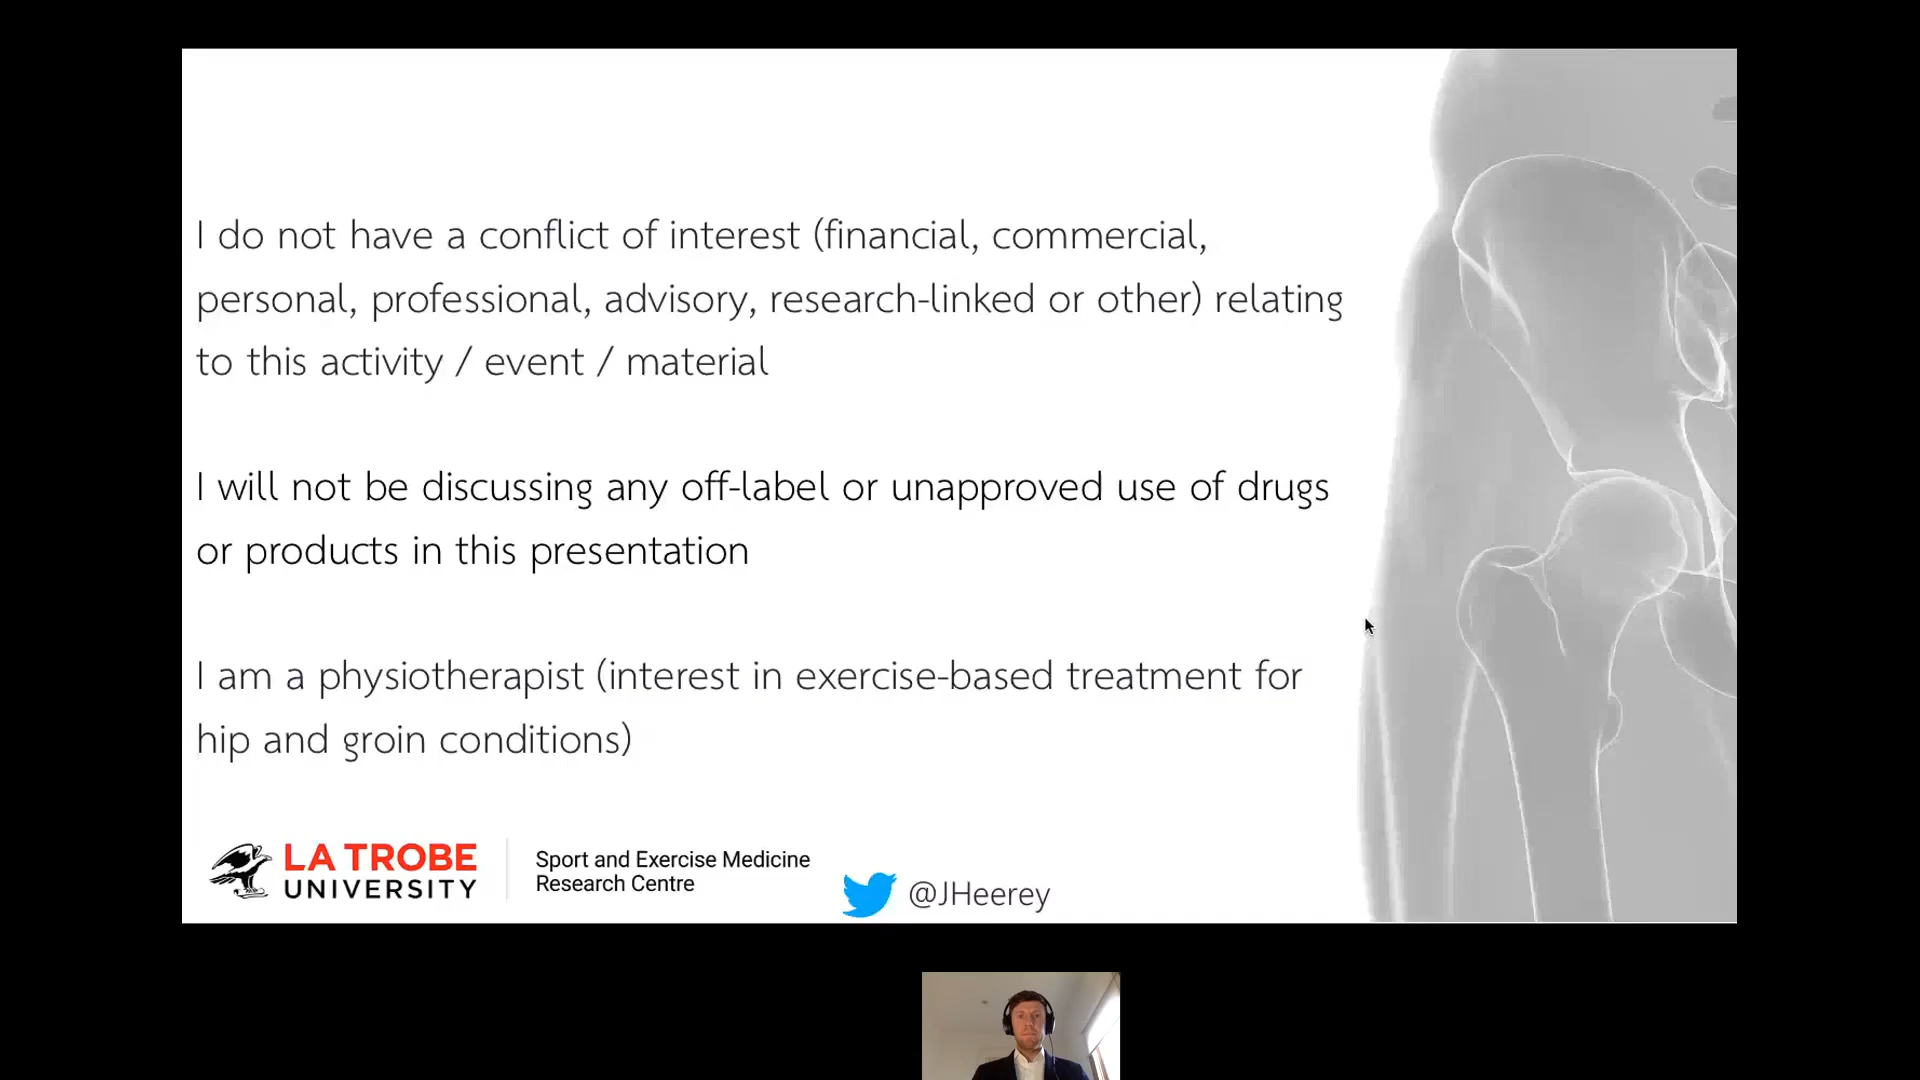 I do not have a conflict of interest (financial, commercial,
personal, professional, advisory, research-linked or other) relating
to this activity / event / material
I will not be discussing any off-label or unapproved use of drugs
or products in this presentation
I am a physiotherapist (interest in exercise-based treatment for
hip and groin conditions)
LA TROBE
UNIVERSITY
Sport and Exercise Medicine
Research Centre
@JHeerey